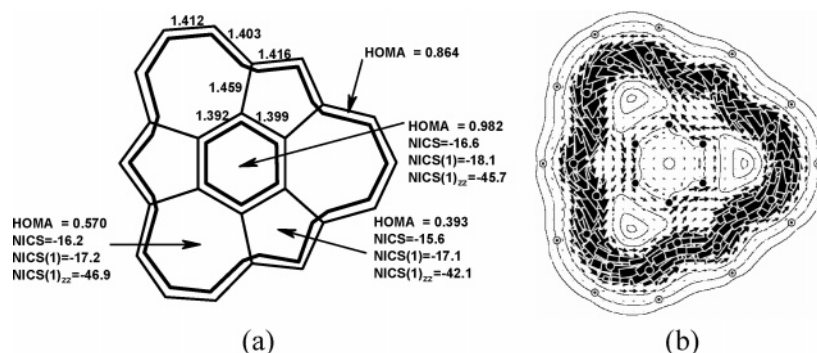 1.412
1.403
1.416
HOMA = 0.864
1.459
1.392
1.399
HOMA = 0.982
NICS=-16.6
NICS(1)=-18.1
NICS(1)zz=-45.7
HOMA = 0.570
NICS=-16.2
NICS(1)=-17.2
NICS(1)zz=-46.9
HOMA = 0.393
NICS=-15.6
NICS(1)=-17.1
NICS(1)zz=-42.1
(a)
(b)